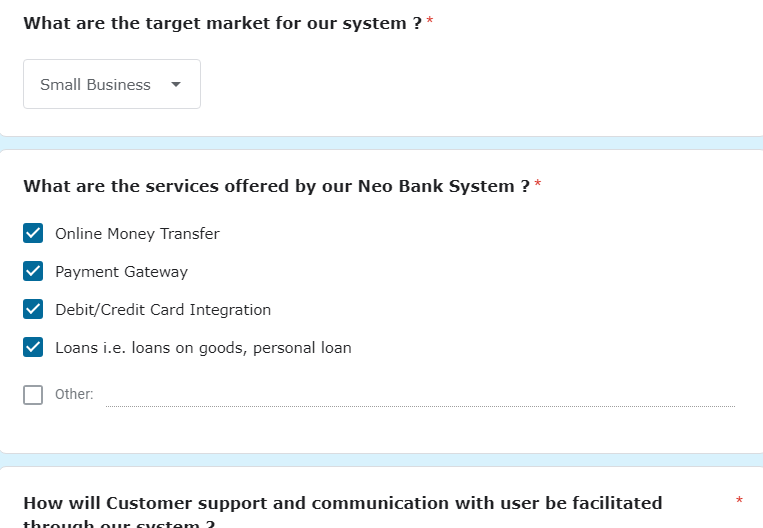 What are the target market for our system ? *
Small Business
What are the services offered by our Neo Bank System ? *
Online Money Transfer
Payment Gateway
Debit/Credit Card Integration
Loans i.e. loans on goods, personal loan
Other:
How will Customer support and communication with user be facilitated *
through our system ?